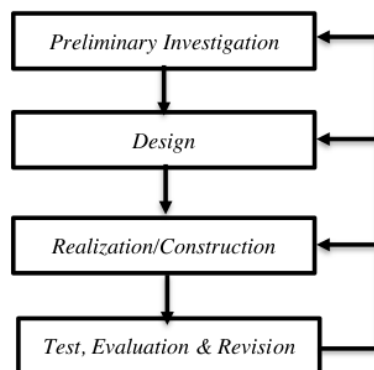 Preliminary Investigation
Design
Realization/Construction
Test, Evaluation & Revision